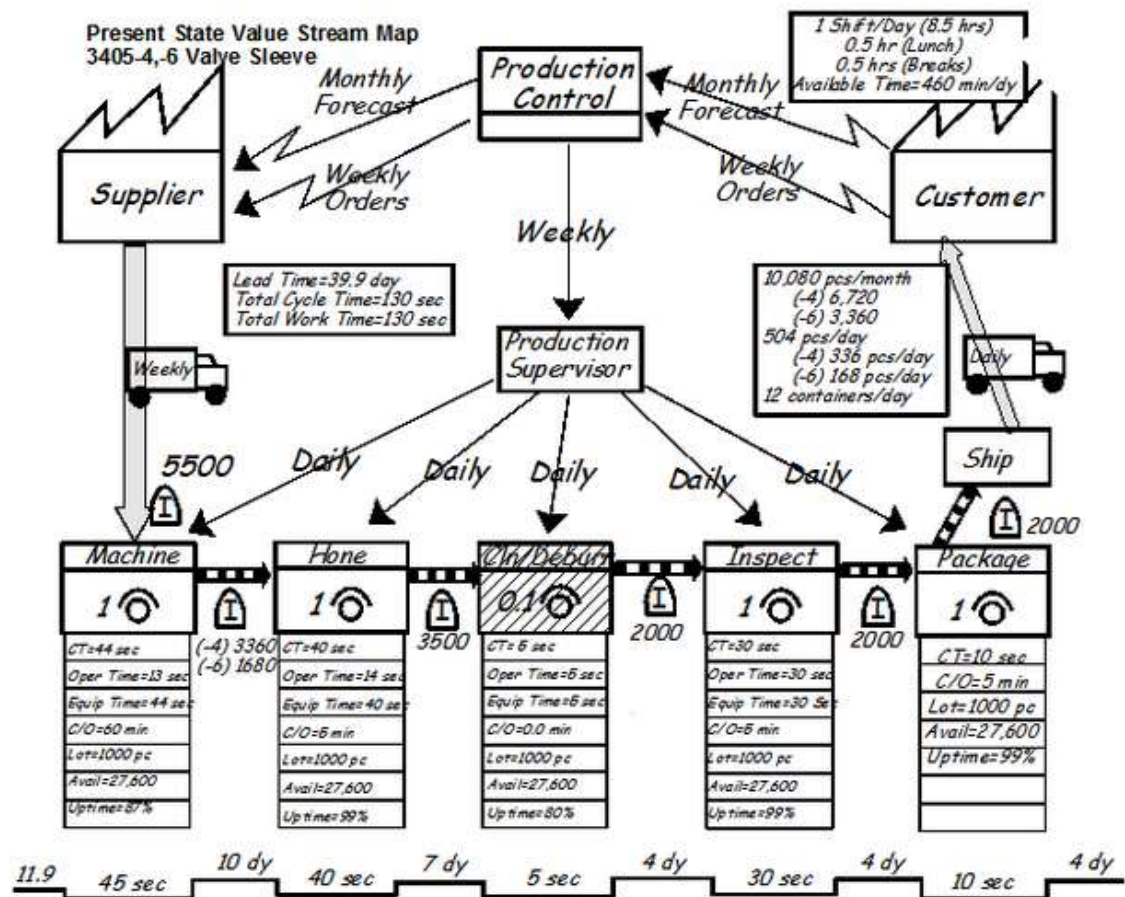 Present State Value Stream Map
3405-4,-6 Valve Sleeve
1 Shift/Day (8.5 hrs)
0.5 hr (Lunch)
0.5 hrs (Breaks)
Available Time=460 min/dy
Production
Control
Monthly
Forecast
Monthly
Forecast
Weekly
Orders
Weekly
Orders
Supplier
Customer
Weekly
Lead Time=39.9 day
Total Cycle Time=130 sec
Total Work Time=130 sec
10,080 pcs/month
(-4) 6,720
(-6) 3,360
504 pcs/day
(-4) 336 pcs/day
(-6) 168 pcs/day
12 containers/day
Production
Supervisor
Weekly
Daily
Ship
5500
I
Daily
Daily
Daily
Daily
Daily
I 2000
Machine
1
CT=44 sec
Oper Time=13 sec
Equip Time=44 sec
C/O=60 min
Lot=1000 pc
Avail=27,600
Uptime=87%
I
(-4) 3360
(-6) 1680
Hone
1
CT=40 sec
Oper Time=14 sec
Equip Time=40 sec
C/O=5 min
Lot=1000 pc
Avail=27,600
Uptime=99%
I
3500
Cln/Deburr
0.1
CT=5 sec
Oper Time=5 sec
Equip Time=5 sec
C/O=0.0 min
Lot=1000 pc
Avail=27,600
Uptime=80%
I
2000
Inspect
1
CT=30 sec
Oper Time=30 sec
Equip Time=30 Sec
C/O=5 min
Lot=1000 pc
Avail=27,600
Uptime=99%
I
2000
Package
1
CT=10 sec
C/O=5 min
Lot=1000 pc
Avail=27,600
Uptime=99%
11.9
45 sec
10 dy
40 sec
7 dy
5 sec
4 dy
30 sec
4 dy
10 sec
4 dy